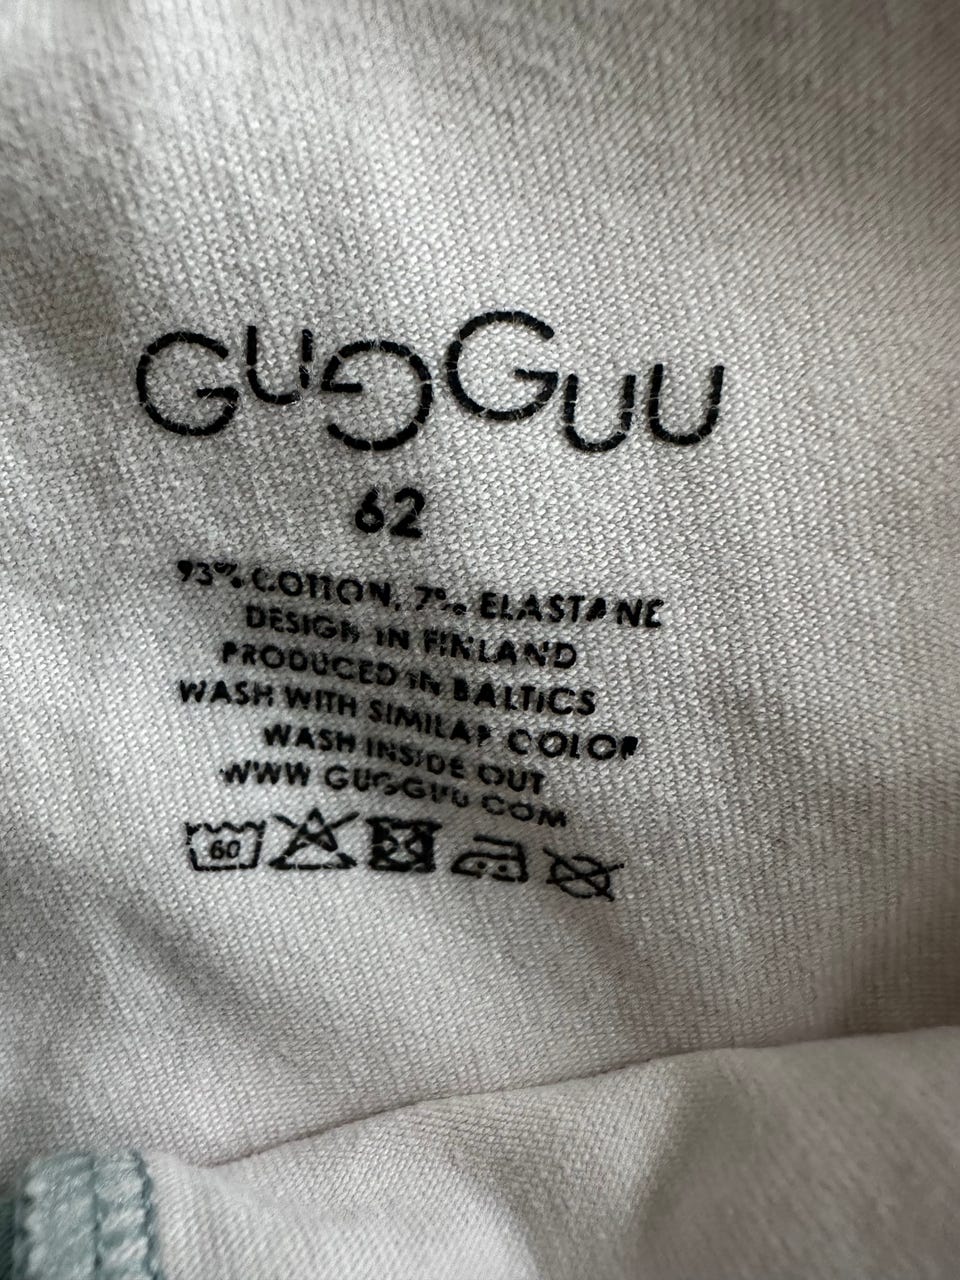 GUGGUU
62
93% COTTON, 7% ELASTANE
DESIGN IN FINLAND
PRODUCED IN BALTICS
WASH WITH SIMILAR COLOR
WASH INSIDE OUT
WWW GUGGUU COM
60